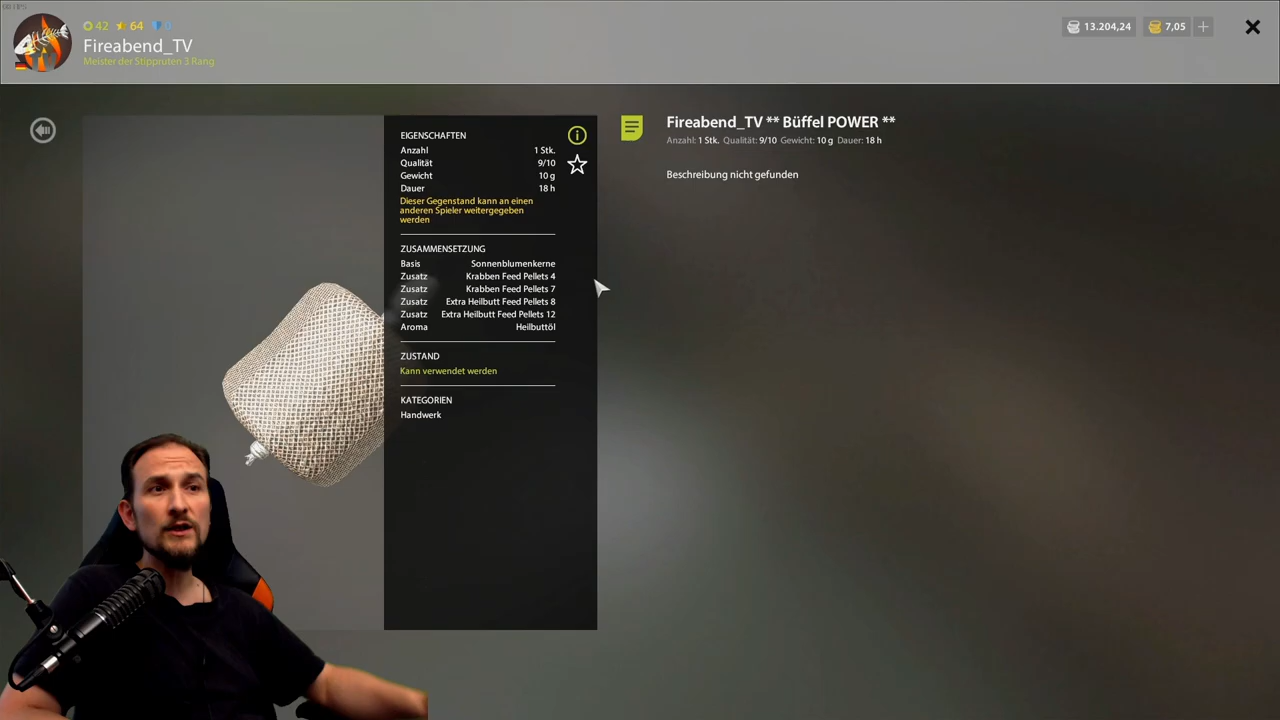 60 FPS
42 64 0
Fireabend_TV
Meister der Stippruten 3 Rang
13.204,24 7,05
EIGENSCHAFTEN
Anzahl 1 Stk.
Qualität 9/10
Gewicht 10 g
Dauer 18 h
Dieser Gegenstand kann an einen
anderen Spieler weitergegeben
werden
ZUSAMMENSETZUNG
Basis Sonnenblumenkerne
Zusatz Krabben Feed Pellets 4
Zusatz Krabben Feed Pellets 7
Zusatz Extra Heilbutt Feed Pellets 8
Zusatz Extra Heilbutt Feed Pellets 12
Aroma Heilbuttöl
ZUSTAND
Kann verwendet werden
KATEGORIEN
Handwerk
Fireabend_TV ** Büffel POWER **
Anzahl: 1 Stk. Qualität: 9/10 Gewicht: 10 g Dauer: 18 h
Beschreibung nicht gefunden